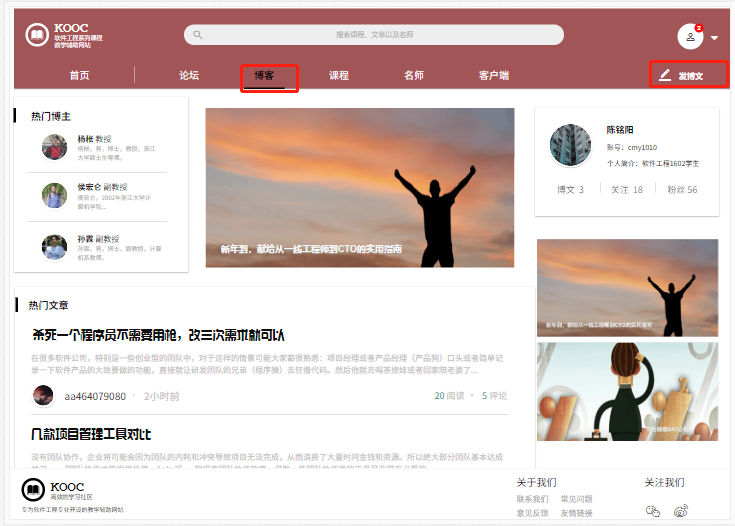 KOOC
软件工程系列课程
教学辅助网站
搜索课程，文章以及名师
2
首页
论坛
博客
课程
名师
客户端
发博文
热门博主
杨枨 教授
杨枨，男，博士，教授，浙江
大学硕士生导师。
侯宏仑 副教授
侯宏仑，2002年浙江大学计
算机学院...
孙霖 副教授
孙霖，男，博士，副教授，计算
机系教师。
新年到，献给从一线工程师到CTO的实用指南
陈铭阳
账号：cmy1010
个人简介：软件工程1602学生
博文 3
关注 18
粉丝 56
新年到，献给从一线工程师到CTO的实用指南
热门文章
杀死一个程序员不需要用枪，改三次需求就可以
在很多软件公司，特别是一些创业型的团队中，对于这样的情景可能大家都很熟悉：项目经理或者产品经理（产品狗）口头或者简单记
录一下软件产品的大致要做的功能，直接就让研发团队的兄弟（程序猿）去狂撸代码。然后他就去喝茶撩妹或者回家陪老婆了...
aa464079080 · 2小时前
20 阅读 · 5 评论
几款项目管理工具对比
没有团队协作，企业将可能会因为团队的内耗和冲突导致项目无法完成，从而浪费了大量时间金钱和资源。所以绝大部分团队基本达成
KOOC
高效的学习社区
专为软件工程专业开设的教学辅助网站
关于我们
联系我们 常见问题
意见反馈 友情链接
关注我们